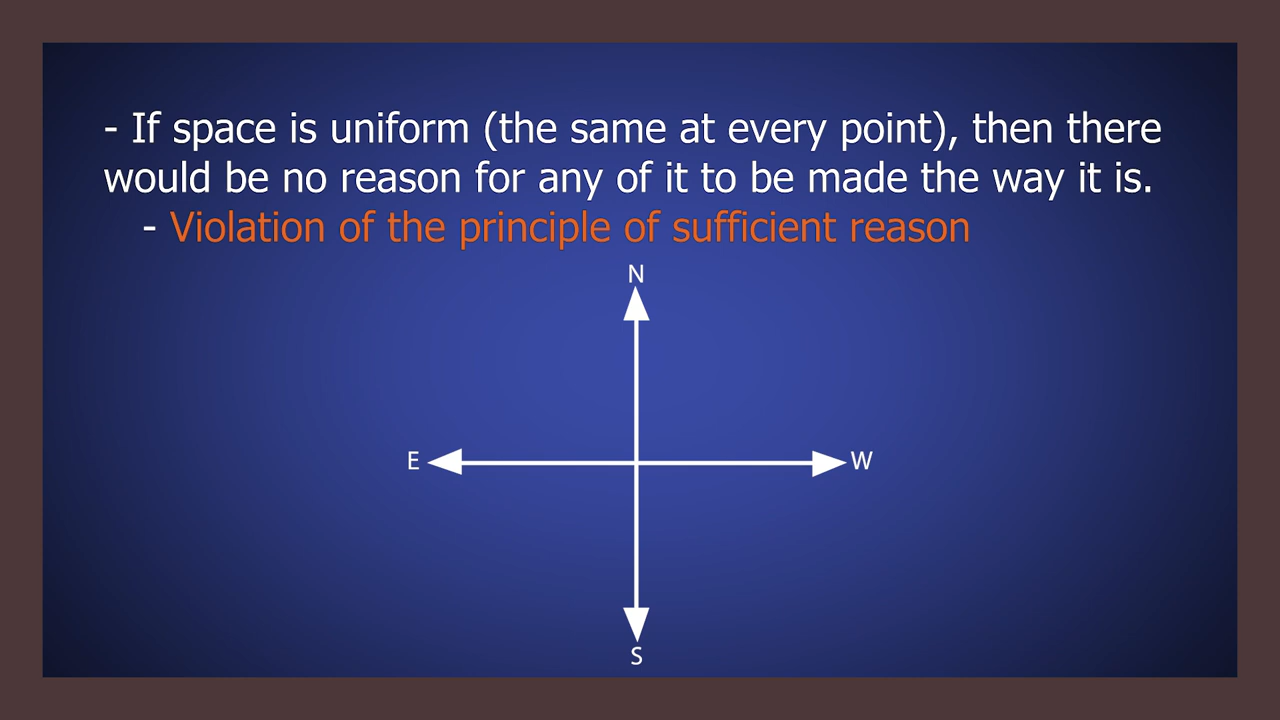 - If space is uniform (the same at every point), then there
would be no reason for any of it to be made the way it is.
- Violation of the principle of sufficient reason
N
E
W
S